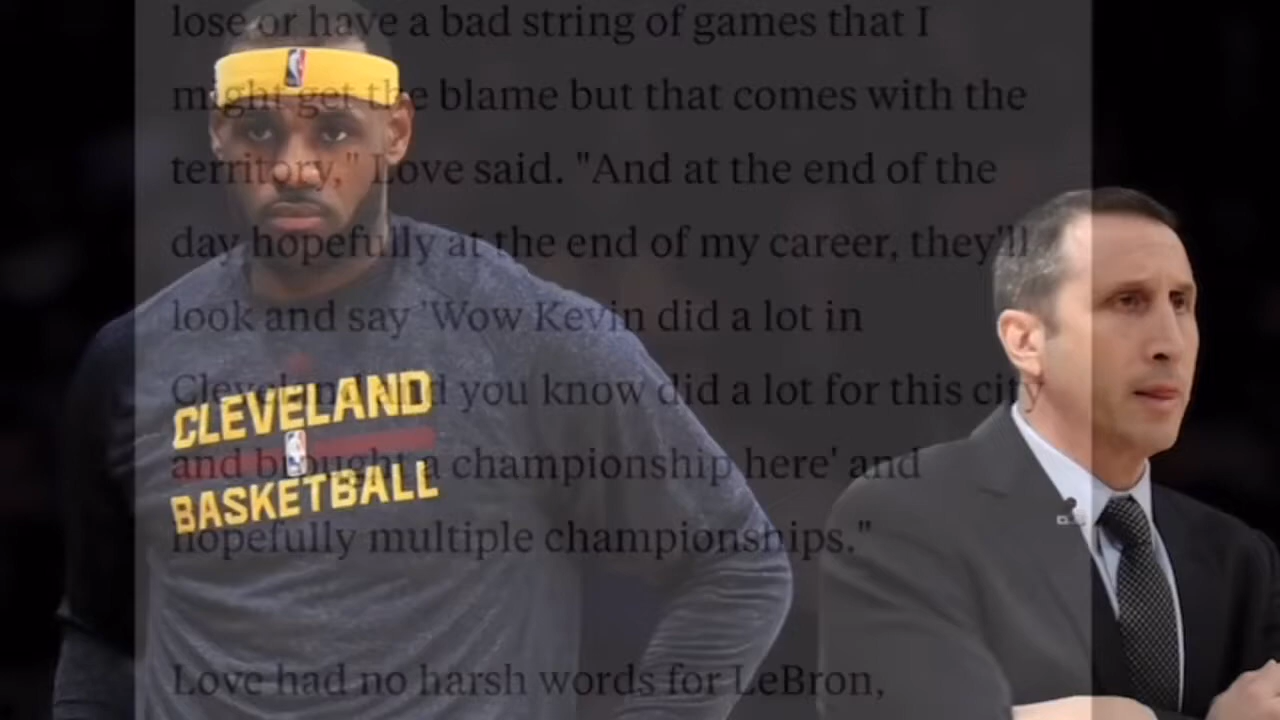 lose or have a bad string of games that I
might get the blame but that comes with the
territory," Love said. "And at the end of the
day hopefully at the end of my career, they'll
look and say 'Wow Kevin did a lot in
Cleveland and you know did a lot for this city
and brought a championship here' and
hopefully multiple championships."
Love had no harsh words for LeBron,
CLEVELAND
BASKETBALL